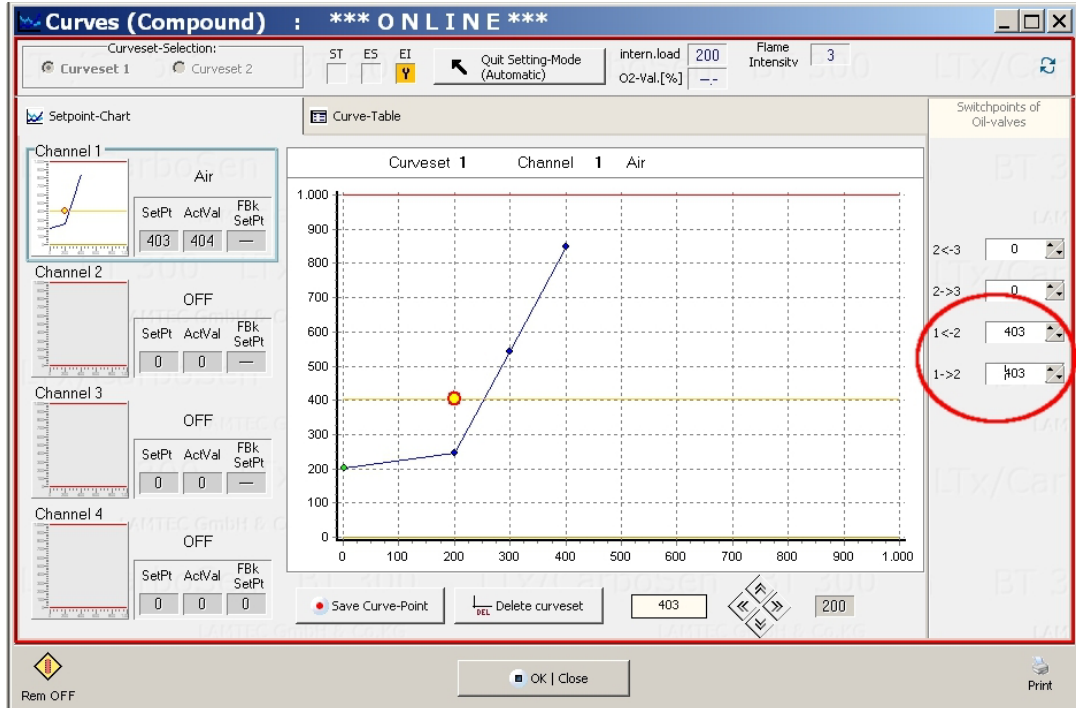 Curves (Compound) : *** O N L I N E ***
Curveset-Selection:
Curveset 1 Curveset 2
ST ES EI
Quit Setting-Mode
(Automatic)
intern.load 200
O2-Val.[%] -.-
Flame
Intensity 3
Setpoint-Chart
Curve-Table
Switchpoints of
Oil-valves
Channel 1
Air
SetPt ActVal FBk
SetPt
403 404 —
Channel 2
OFF
SetPt ActVal FBk
SetPt
0 0 —
Channel 3
OFF
SetPt ActVal FBk
SetPt
0 0 —
Channel 4
OFF
SetPt ActVal FBk
SetPt
0 0 0
Curveset 1 Channel 1 Air
1.000
900
800
700
600
500
400
300
200
100
0
0 100 200 300 400 500 600 700 800 900 1.000
2<-3 0
2->3 0
1<-2 403
1->2 403
Save Curve-Point
DEL Delete curveset
403
200
Rem OFF
OK | Close
Print